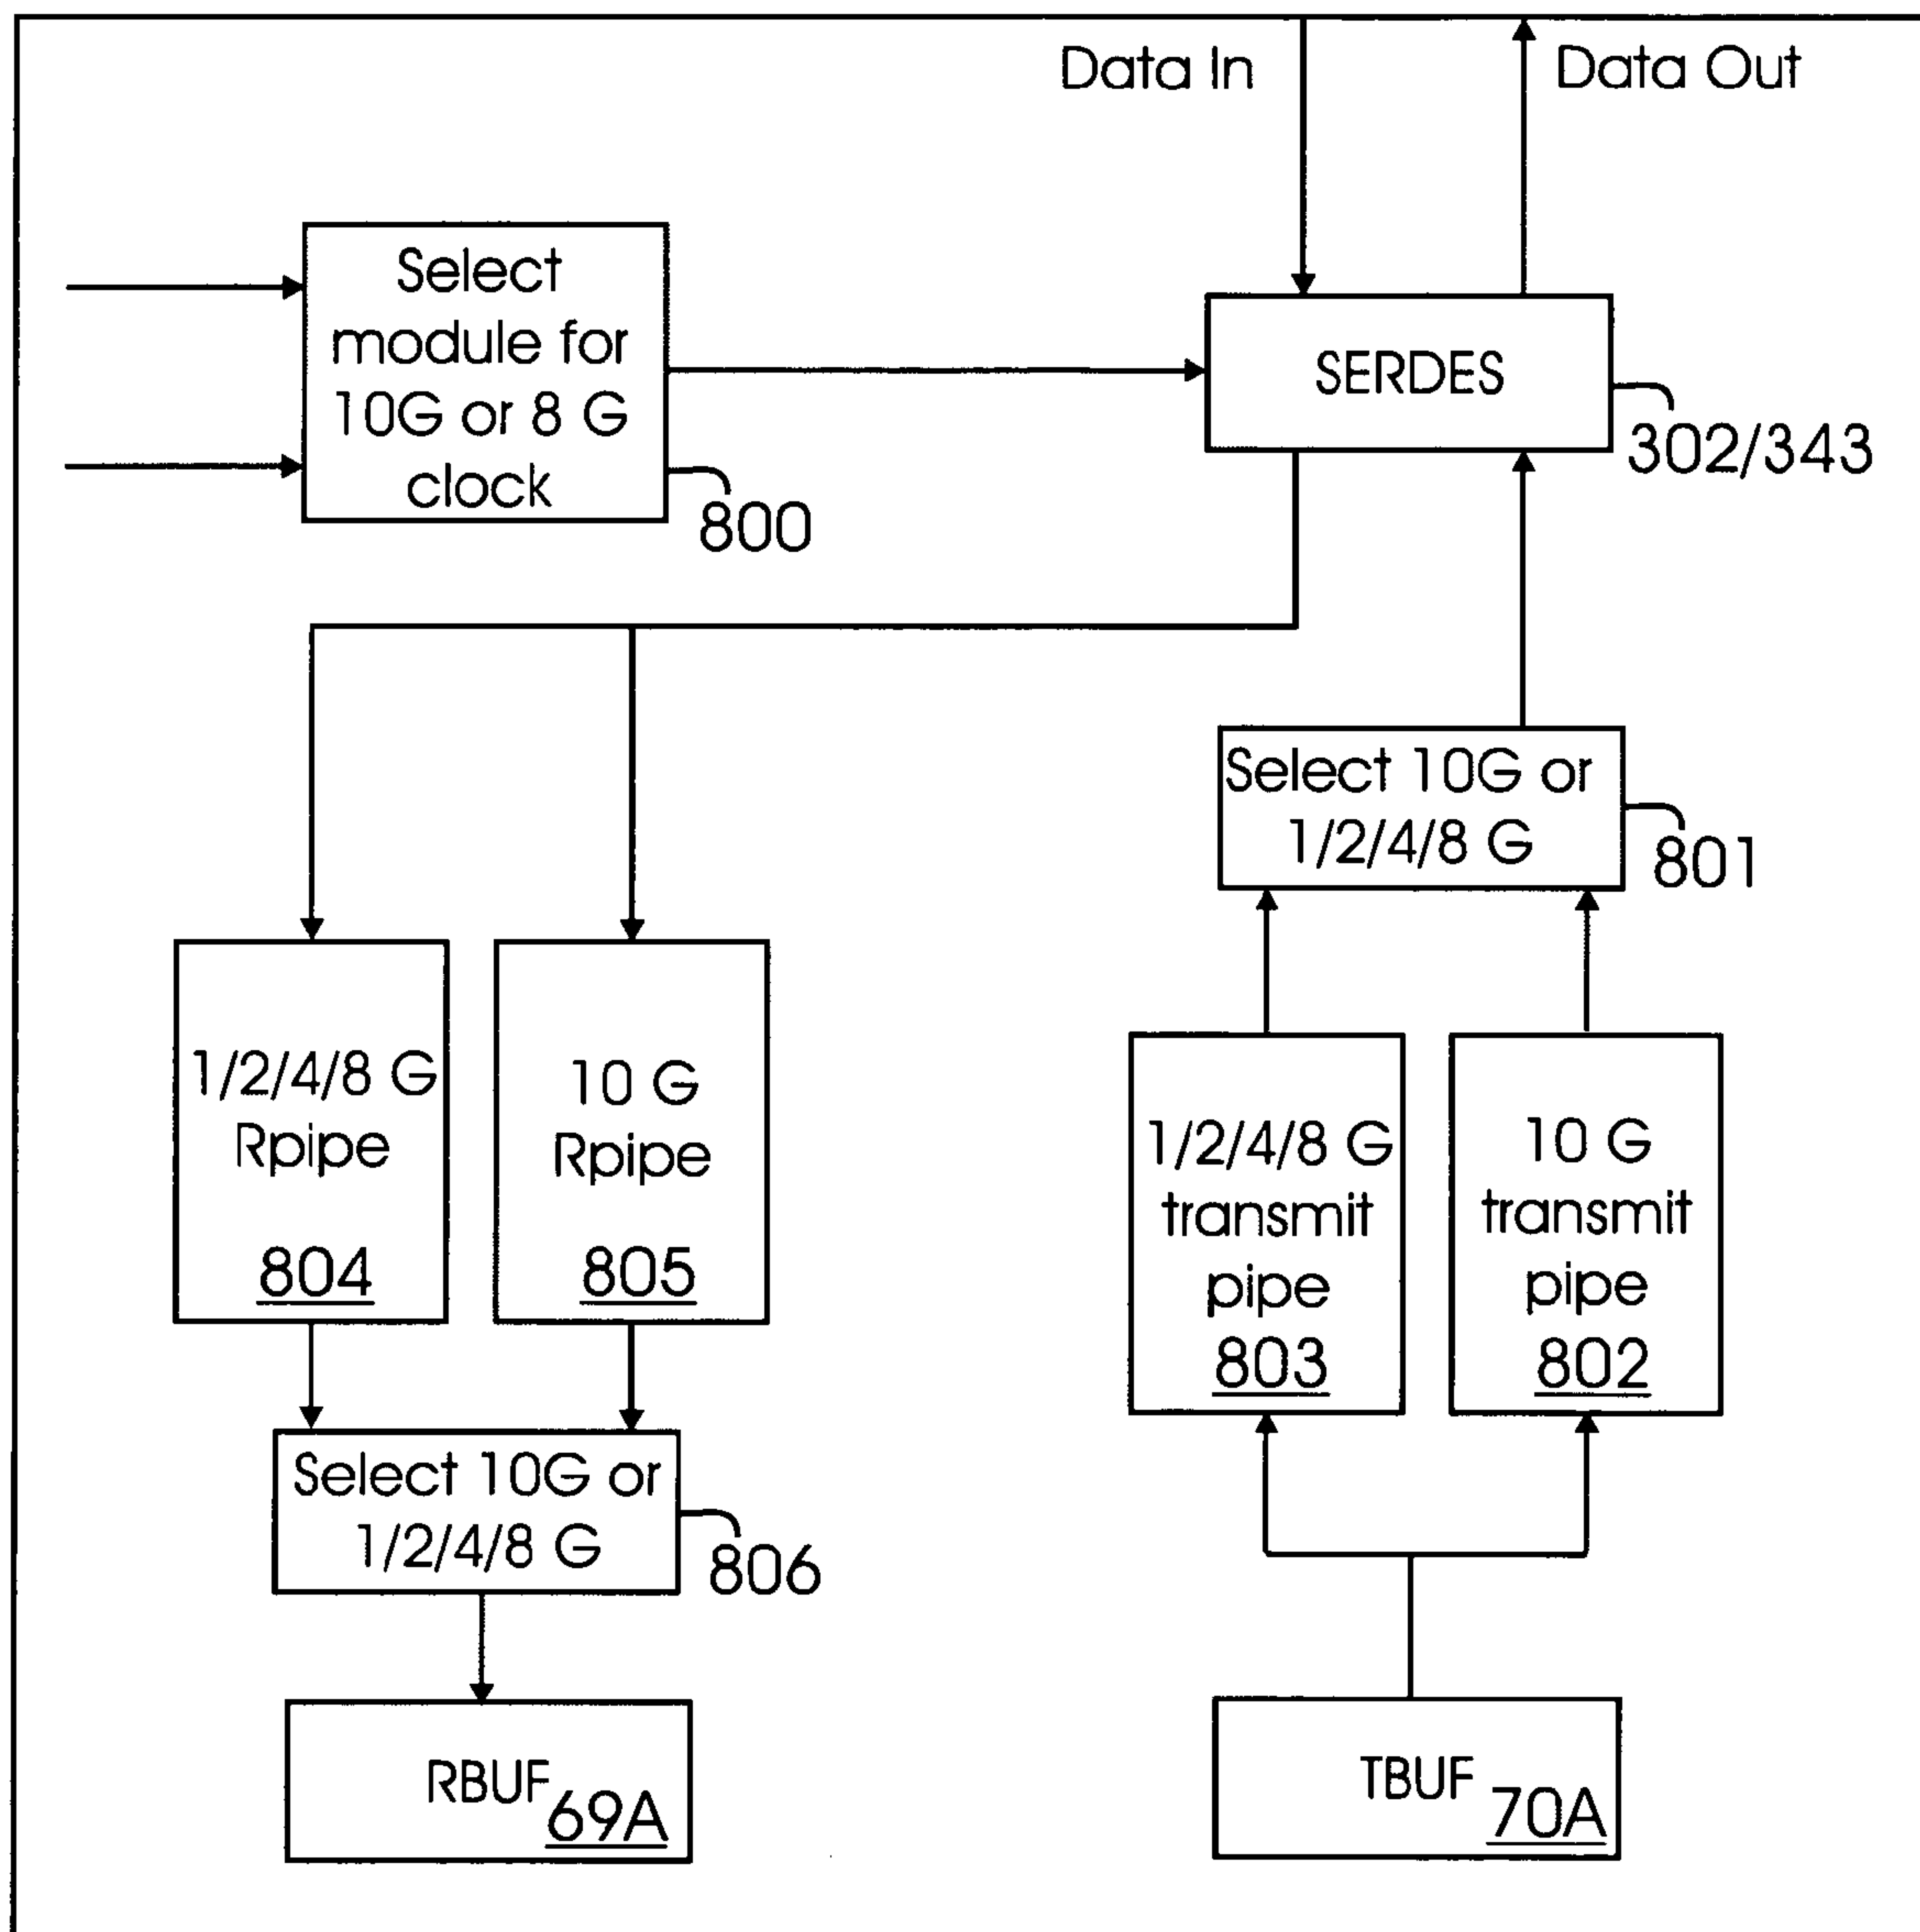 Data In
Data Out
Select
module for
10G or 8 G
clock
800
SERDES
302/343
Select 10G or
1/2/4/8 G
801
1/2/4/8 G
Rpipe
804
10 G
Rpipe
805
1/2/4/8 G
transmit
pipe
803
10 G
transmit
pipe
802
Select 10G or
1/2/4/8 G
806
RBUF
69A
TBUF
70A